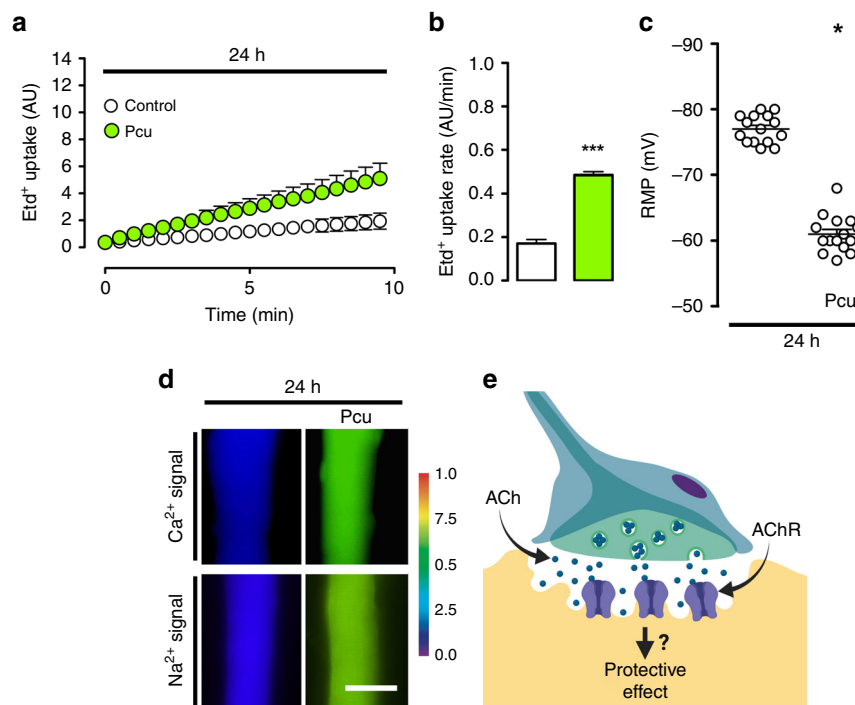 a
24 h
Etd⁺ uptake (AU)
14
12
10
8
6
4
2
0
Control
Pcu
0
5
10
Time (min)
b
Etd⁺ uptake rate (AU/min)
1.0
0.8
0.6
0.4
0.2
0.0
***
c
*
RMP (mV)
–90
–80
–70
–60
–50
Pcu
24 h
d
24 h
Pcu
Ca²⁺ signal
Na²⁺ signal
1.0
7.5
0.5
2.5
0.0
e
ACh
AChR
?
Protective
effect